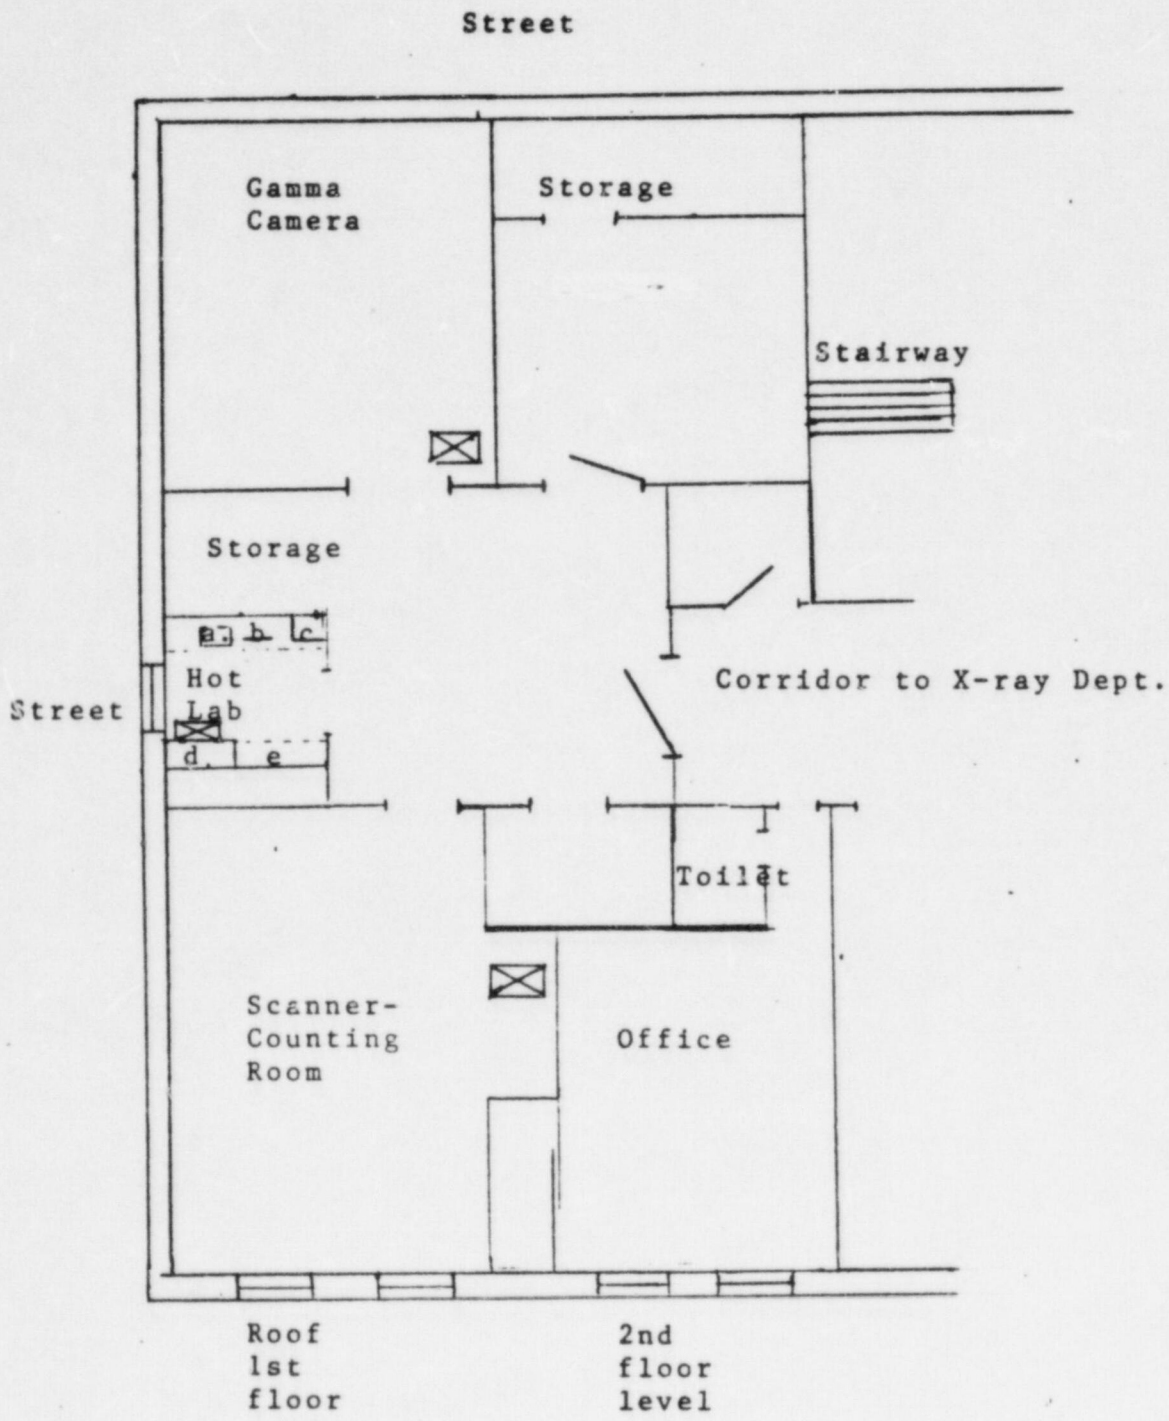 Street
Gamma
Camera
Storage
Stairway
Storage
a. b c
Hot
Lab
Street
Corridor to X-ray Dept.
d. e
Toilet
Scanner-
Counting
Room
Office
Roof
1st
floor
2nd
floor
level